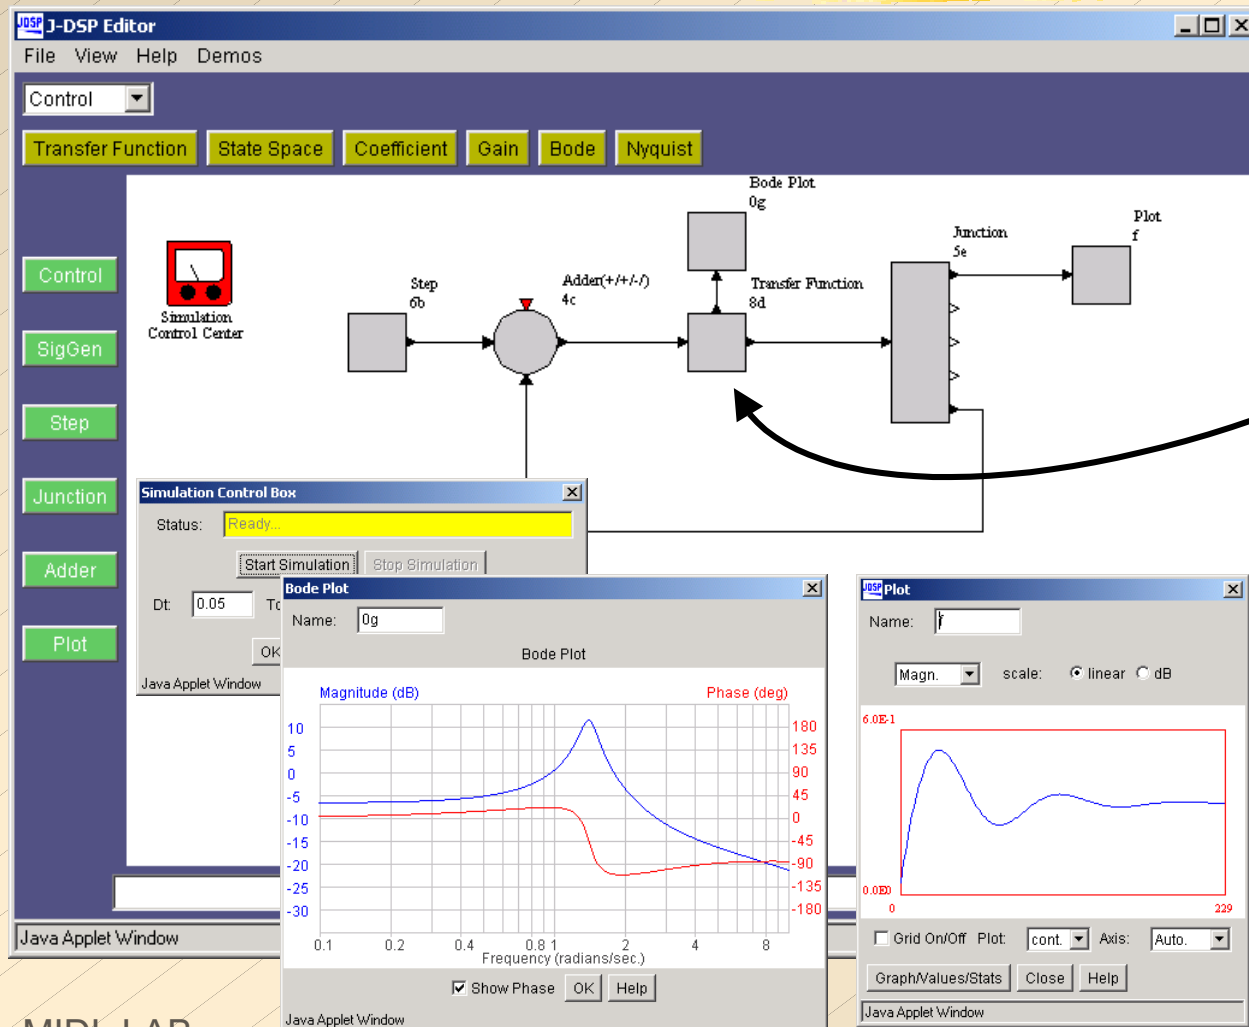 JDSP J-DSP Editor
File View Help Demos
Control
Transfer Function State Space Coefficient Gain Bode Nyquist
Control
SigGen
Step
Junction
Adder
Plot
Simulation
Control Center
Step
6b
Adder(+/+/-/)
4c
Bode Plot
0g
Transfer Function
8d
Junction
5e
Plot
f
Simulation Control Box
Status: Ready...
Start Simulation Stop Simulation
Dt: 0.05
OK
Java Applet Window
Bode Plot
Name: 0g
Bode Plot
Magnitude (dB) Phase (deg)
10 180
5 135
0 90
-5 45
-10 0
-15 -45
-20 -90
-25 -135
-30 -180
0.1 0.2 0.4 0.8 1 2 4 8
Frequency (radians/sec.)
Show Phase OK Help
Java Applet Window
JDSP Plot
Name: f
Magn. scale: linear dB
6.0E-1
0.0E0
0 229
Grid On/Off Plot: cont. Axis: Auto.
Graph/Values/Stats Close Help
Java Applet Window
Java Applet Window